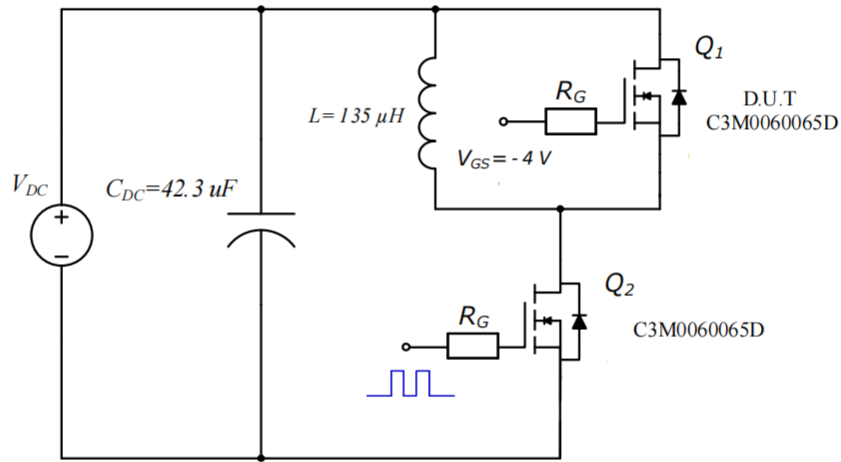 Q1
RG
D.U.T
C3M0060065D
L= 135 μH
VGS= - 4 V
VDC
CDC=42.3 uF
+
−
Q2
RG
C3M0060065D